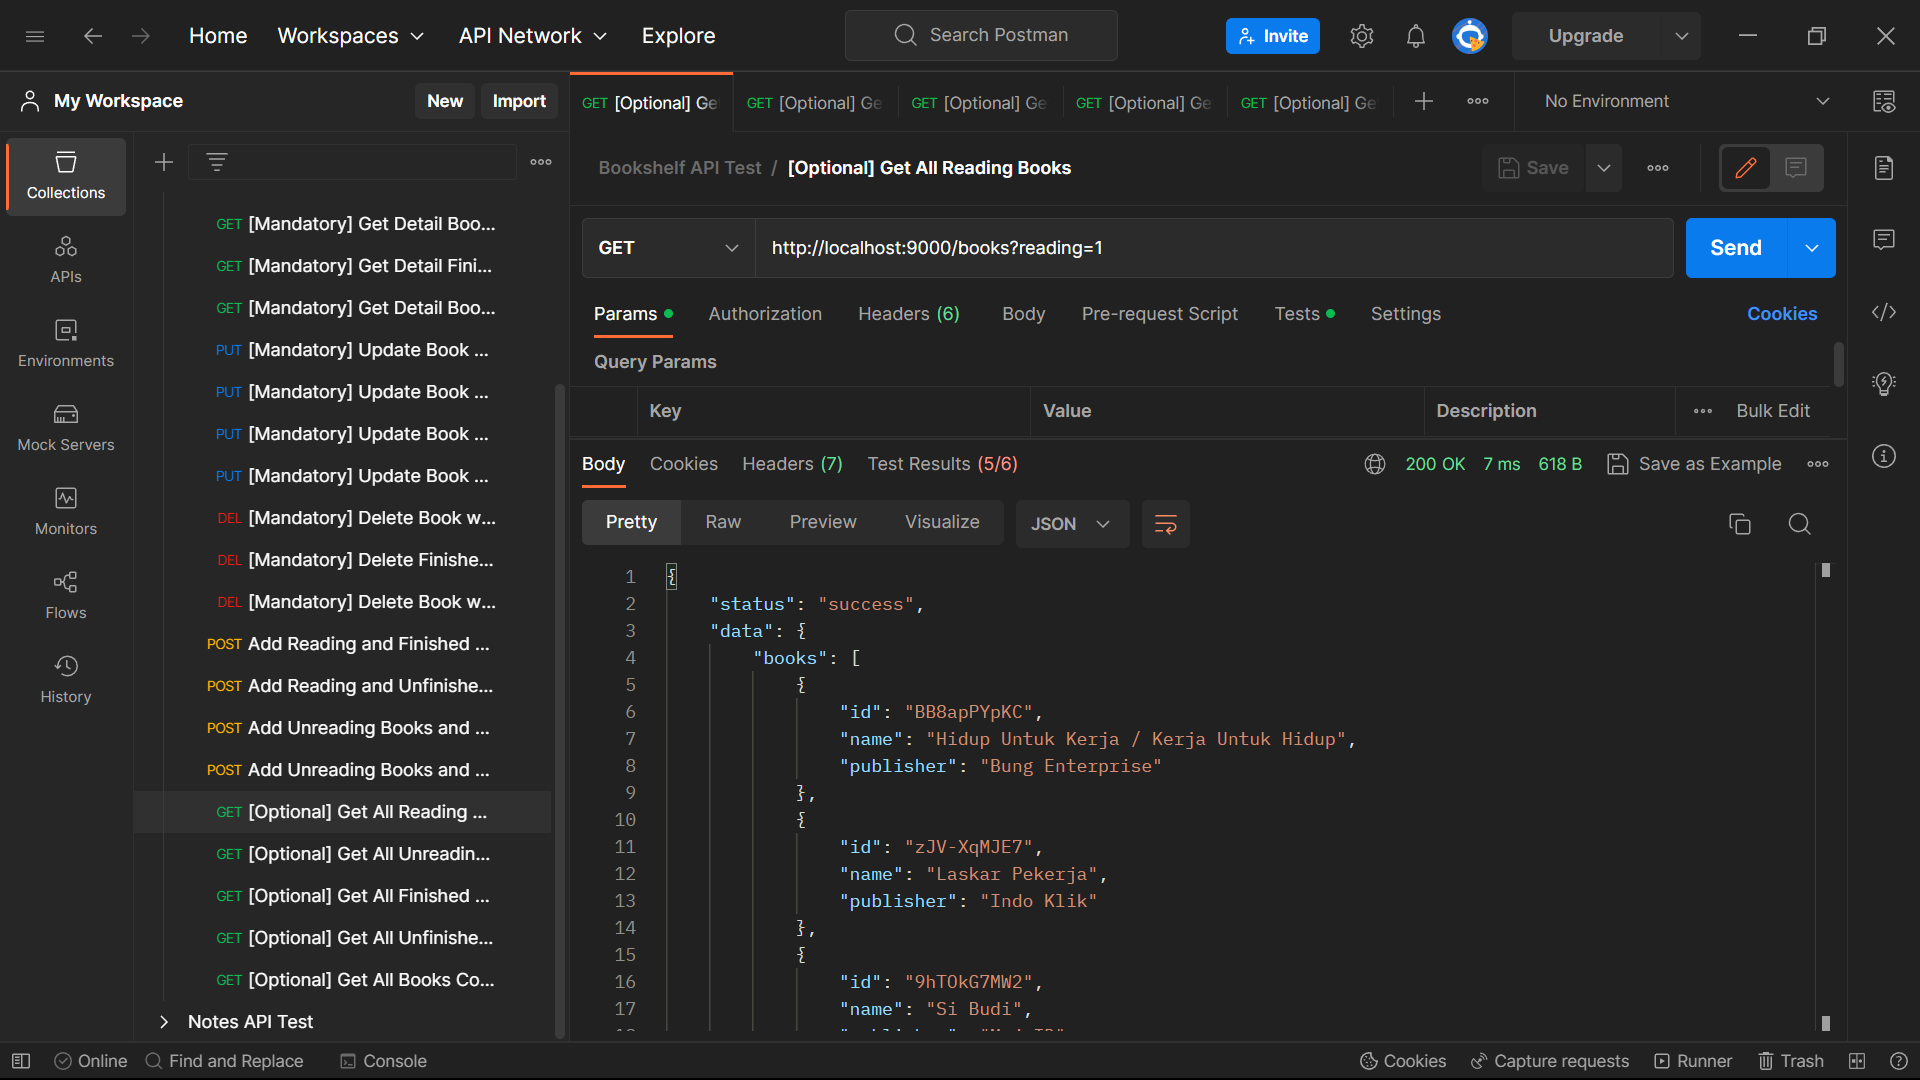 Home
Workspaces
API Network
Explore
Search Postman
Invite
Upgrade
My Workspace
New
Import
GET [Optional] Ge
GET [Optional] Ge
GET [Optional] Ge
GET [Optional] Ge
GET [Optional] Ge
No Environment
Collections
APIs
Environments
Mock Servers
Monitors
Flows
History
GET [Mandatory] Get Detail Boo...
GET [Mandatory] Get Detail Fini...
GET [Mandatory] Get Detail Boo...
PUT [Mandatory] Update Book ...
PUT [Mandatory] Update Book ...
PUT [Mandatory] Update Book ...
PUT [Mandatory] Update Book ...
DEL [Mandatory] Delete Book w...
DEL [Mandatory] Delete Finishe...
DEL [Mandatory] Delete Book w...
POST Add Reading and Finished ...
POST Add Reading and Unfinishe...
POST Add Unreading Books and ...
POST Add Unreading Books and ...
GET [Optional] Get All Reading ...
GET [Optional] Get All Unreadin...
GET [Optional] Get All Finished ...
GET [Optional] Get All Unfinishe...
GET [Optional] Get All Books Co...
Notes API Test
Bookshelf API Test / [Optional] Get All Reading Books
Save
GET
http://localhost:9000/books?reading=1
Send
Params
Authorization
Headers (6)
Body
Pre-request Script
Tests
Settings
Cookies
Query Params
Key
Value
Description
Bulk Edit
Body
Cookies
Headers (7)
Test Results (5/6)
200 OK
7 ms
618 B
Save as Example
Pretty
Raw
Preview
Visualize
JSON
1 {
2 "status": "success",
3 "data": {
4 "books": [
5 {
6 "id": "BB8apPYpKC",
7 "name": "Hidup Untuk Kerja / Kerja Untuk Hidup",
8 "publisher": "Bung Enterprise"
9 },
10 {
11 "id": "zJV-XqMJE7",
12 "name": "Laskar Pekerja",
13 "publisher": "Indo Klik"
14 },
15 {
16 "id": "9hTOkG7MW2",
17 "name": "Si Budi",
Online
Find and Replace
Console
Cookies
Capture requests
Runner
Trash